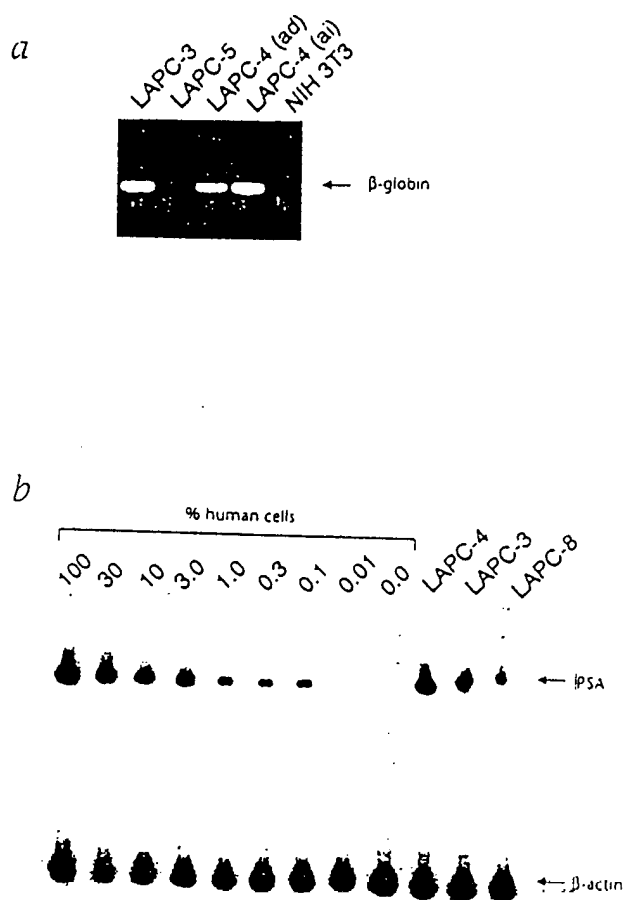 a
LAPC-3
LAPC-5
LAPC-4 (ad)
LAPC-4 (ai)
NIH 3T3
β-globin
b
% human cells
100
30
10
3.0
1.0
0.3
0.1
0.01
0.0
LAPC-4
LAPC-3
LAPC-8
PSA
β-actin